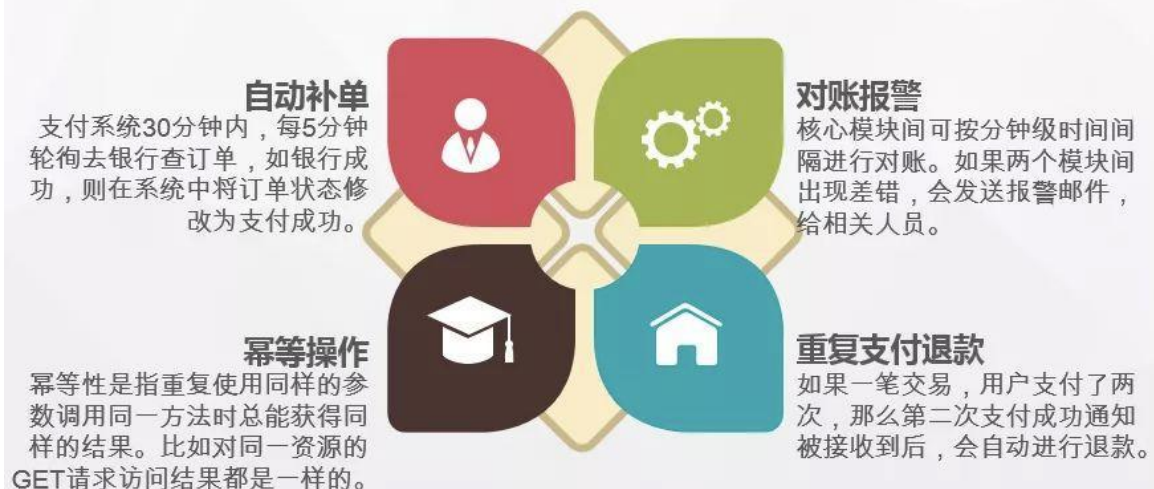 自动补单
支付系统30分钟内，每5分钟
轮徇去银行查订单，如银行成
功，则在系统中将订单状态修
改为支付成功。
对账报警
核心模块间可按分钟级时间间
隔进行对账。如果两个模块间
出现差错，会发送报警邮件，
给相关人员。
幂等操作
幂等性是指重复使用同样的参
数调用同一方法时总能获得同
样的结果。比如对同一资源的
GET请求访问结果都是一样的。
重复支付退款
如果一笔交易，用户支付了两
次，那么第二次支付成功通知
被接收到后，会自动进行退款。